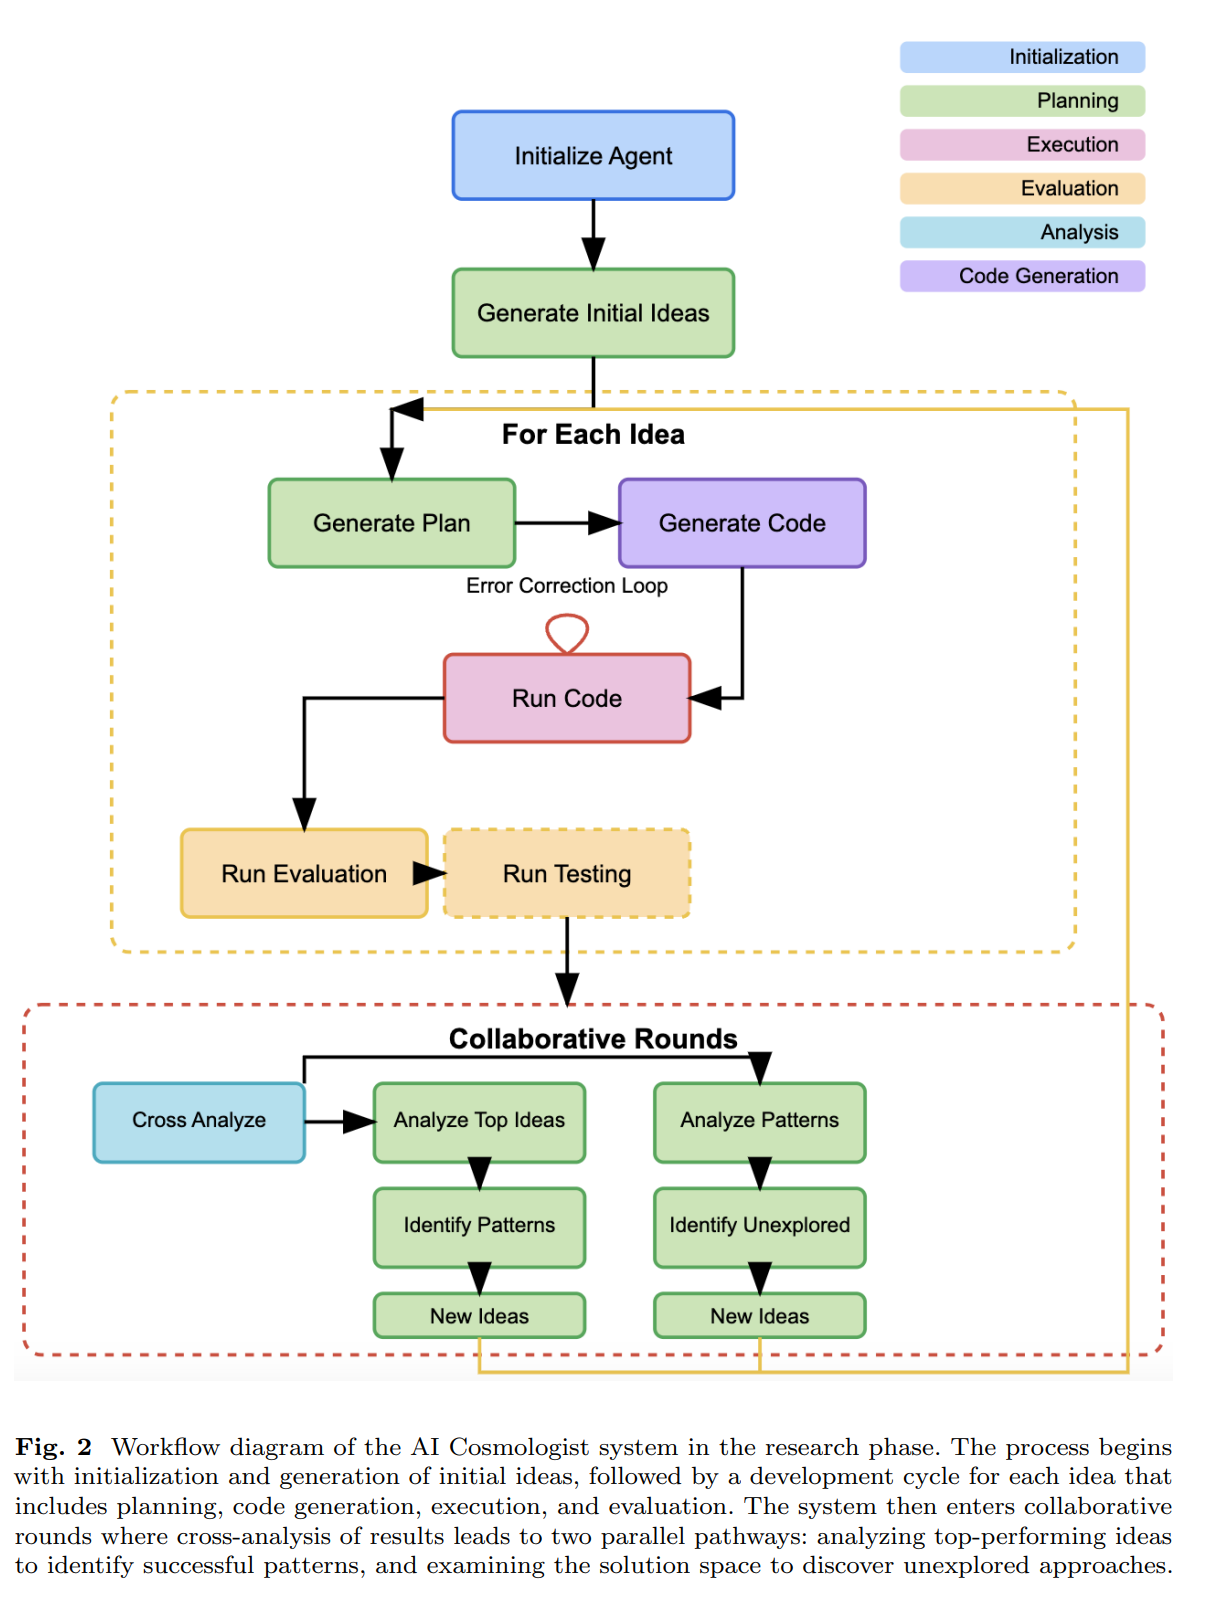 Initialization
Planning
Execution
Evaluation
Analysis
Code Generation
Initialize Agent
Generate Initial Ideas
For Each Idea
Generate Plan
Generate Code
Error Correction Loop
Run Code
Run Evaluation
Run Testing
Collaborative Rounds
Cross Analyze
Analyze Top Ideas
Analyze Patterns
Identify Patterns
Identify Unexplored
New Ideas
New Ideas
Fig. 2 Workflow diagram of the AI Cosmologist system in the research phase. The process begins
with initialization and generation of initial ideas, followed by a development cycle for each idea that
includes planning, code generation, execution, and evaluation. The system then enters collaborative
rounds where cross-analysis of results leads to two parallel pathways: analyzing top-performing ideas
to identify successful patterns, and examining the solution space to discover unexplored approaches.